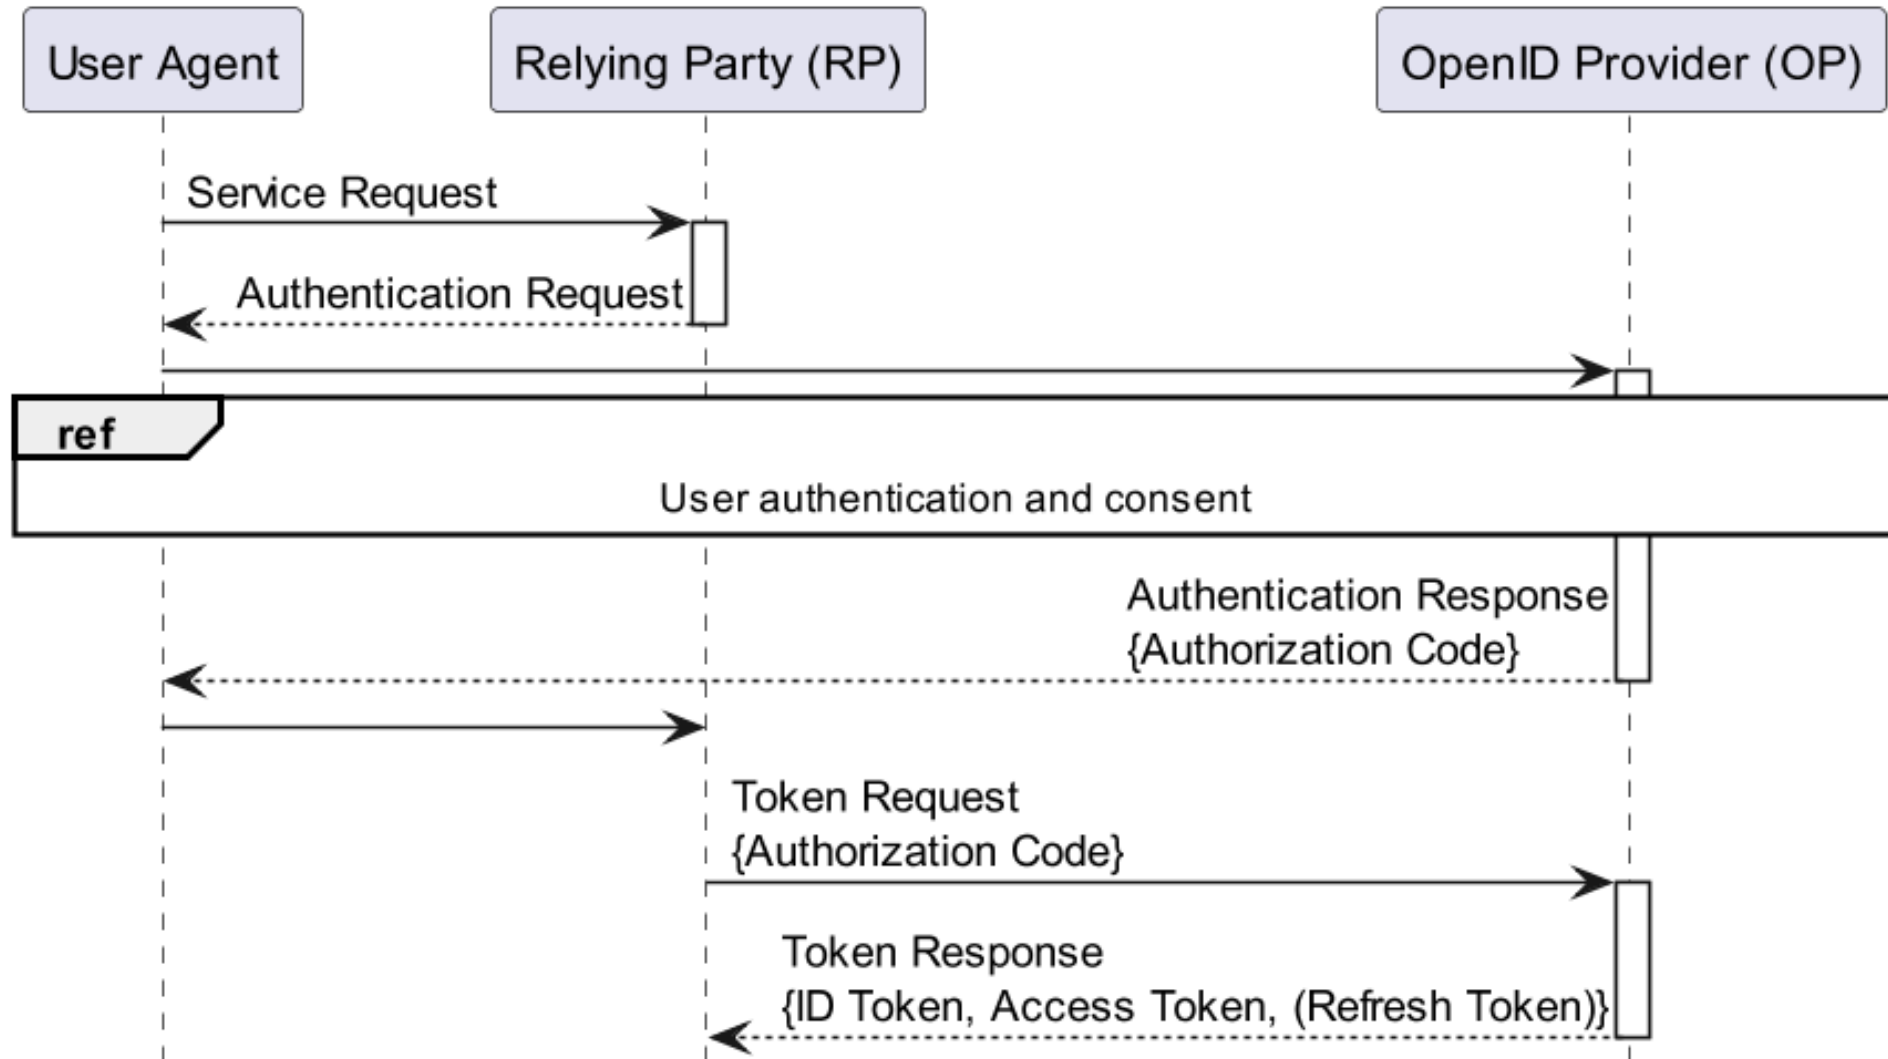 User Agent
Relying Party (RP)
OpenID Provider (OP)
Service Request
Authentication Request
ref
User authentication and consent
Authentication Response
{Authorization Code}
Token Request
{Authorization Code}
Token Response
{ID Token, Access Token, (Refresh Token)}